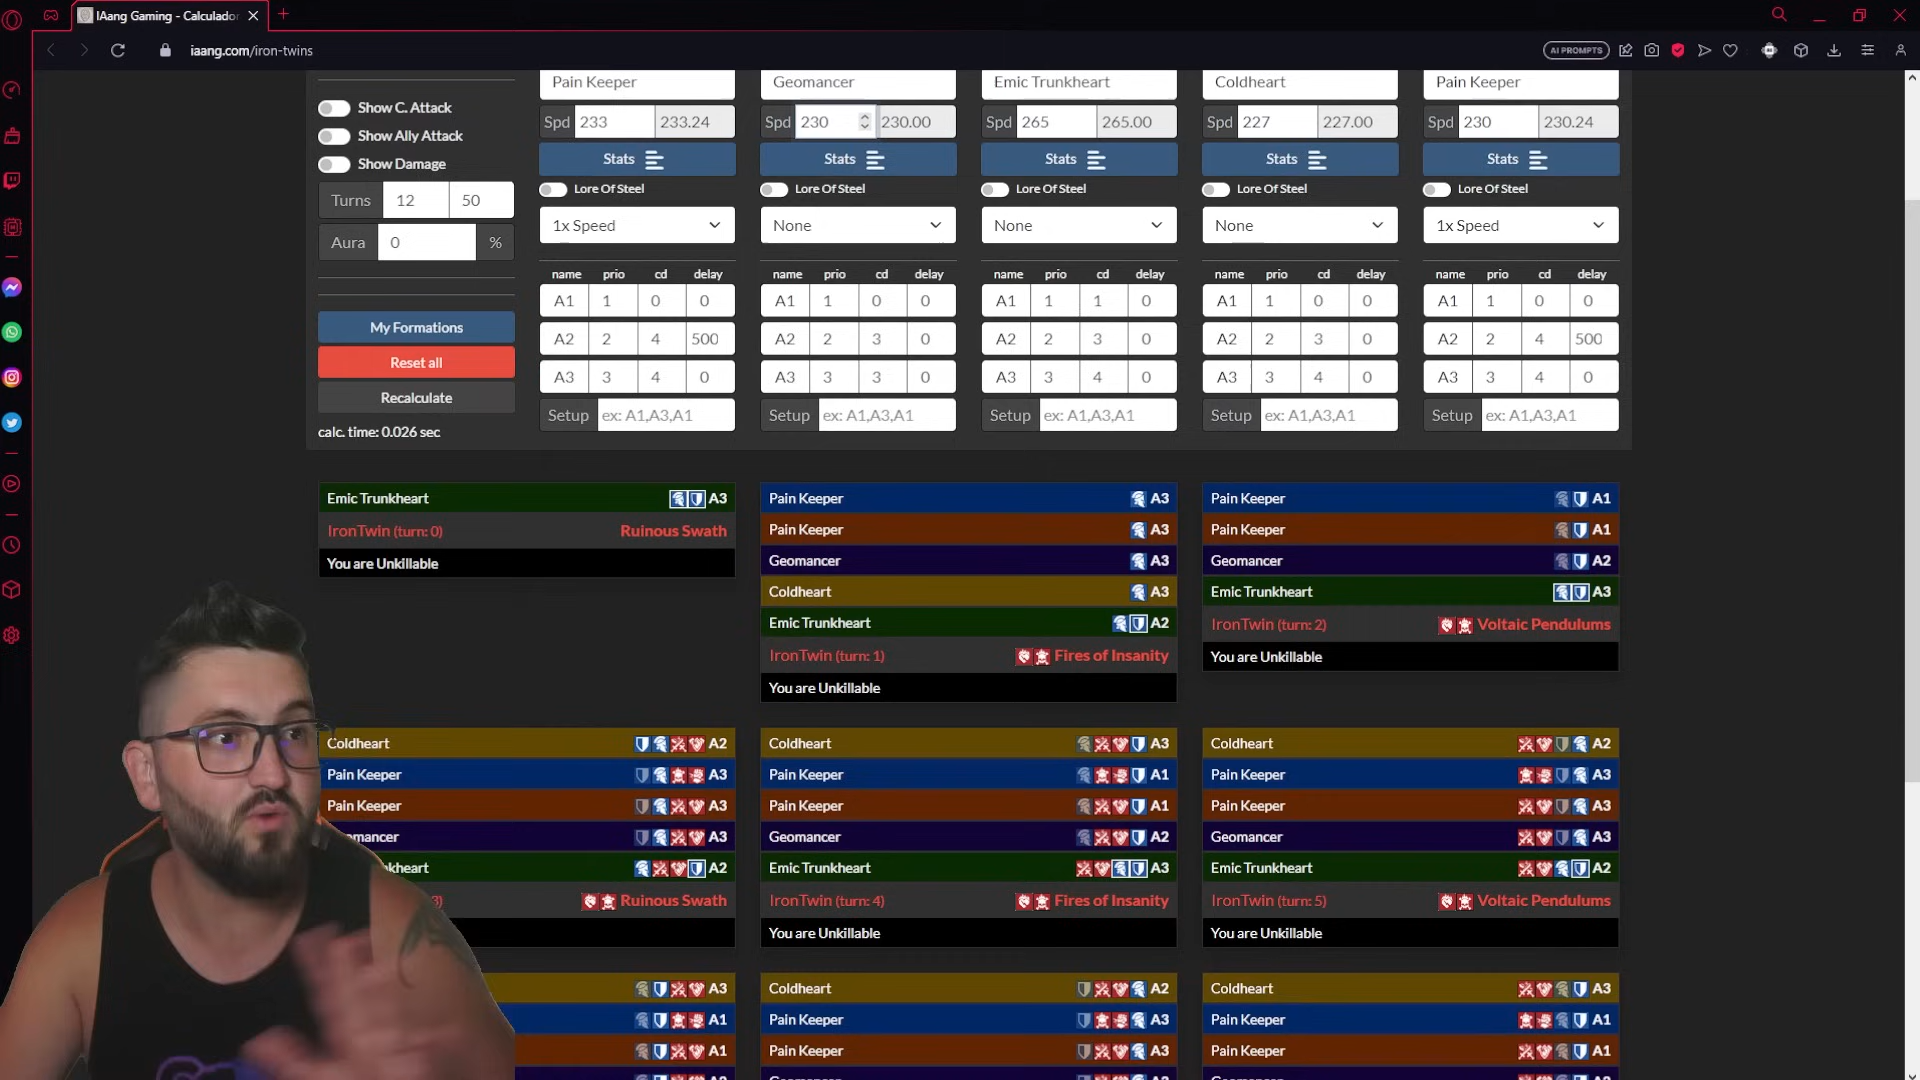 IAang Gaming - Calculado
iaang.com/iron-twins
AI PROMPTS
Pain Keeper
Geomancer
Emic Trunkheart
Coldheart
Pain Keeper
Show C. Attack
Show Ally Attack
Show Damage
Turns 12 50
Aura 0 %
My Formations
Reset all
Recalculate
calc. time: 0.026 sec
Spd 233 233.24
Spd 230 230.00
Spd 265 265.00
Spd 227 227.00
Spd 230 230.24
Stats
Stats
Stats
Stats
Stats
Lore Of Steel
Lore Of Steel
Lore Of Steel
Lore Of Steel
Lore Of Steel
1x Speed
None
None
None
1x Speed
name prio cd delay
A1 1 0 0
A2 2 4 500
A3 3 4 0
Setup ex: A1,A3,A1
name prio cd delay
A1 1 0 0
A2 2 3 0
A3 3 3 0
Setup ex: A1,A3,A1
name prio cd delay
A1 1 1 0
A2 2 3 0
A3 3 4 0
Setup ex: A1,A3,A1
name prio cd delay
A1 1 0 0
A2 2 3 0
A3 3 4 0
Setup ex: A1,A3,A1
name prio cd delay
A1 1 0 0
A2 2 4 500
A3 3 4 0
Setup ex: A1,A3,A1
Emic Trunkheart A3
IronTwin (turn: 0) Ruinous Swath
You are Unkillable
Pain Keeper A3
Pain Keeper A3
Geomancer A3
Coldheart A3
Emic Trunkheart A2
IronTwin (turn: 1) Fires of Insanity
You are Unkillable
Pain Keeper A1
Pain Keeper A1
Geomancer A2
Emic Trunkheart A3
IronTwin (turn: 2) Voltaic Pendulums
You are Unkillable
Coldheart A2
Pain Keeper A3
Pain Keeper A3
mancer A3
nkheart A2
3) Ruinous Swath
Coldheart A3
Pain Keeper A1
Pain Keeper A1
Geomancer A2
Emic Trunkheart A3
IronTwin (turn: 4) Fires of Insanity
You are Unkillable
Coldheart A2
Pain Keeper A3
Pain Keeper A3
Geomancer A3
Emic Trunkheart A2
IronTwin (turn: 5) Voltaic Pendulums
You are Unkillable
A3
A1
A1
Coldheart A2
Pain Keeper A3
Pain Keeper A3
Coldheart A3
Pain Keeper A1
Pain Keeper A1